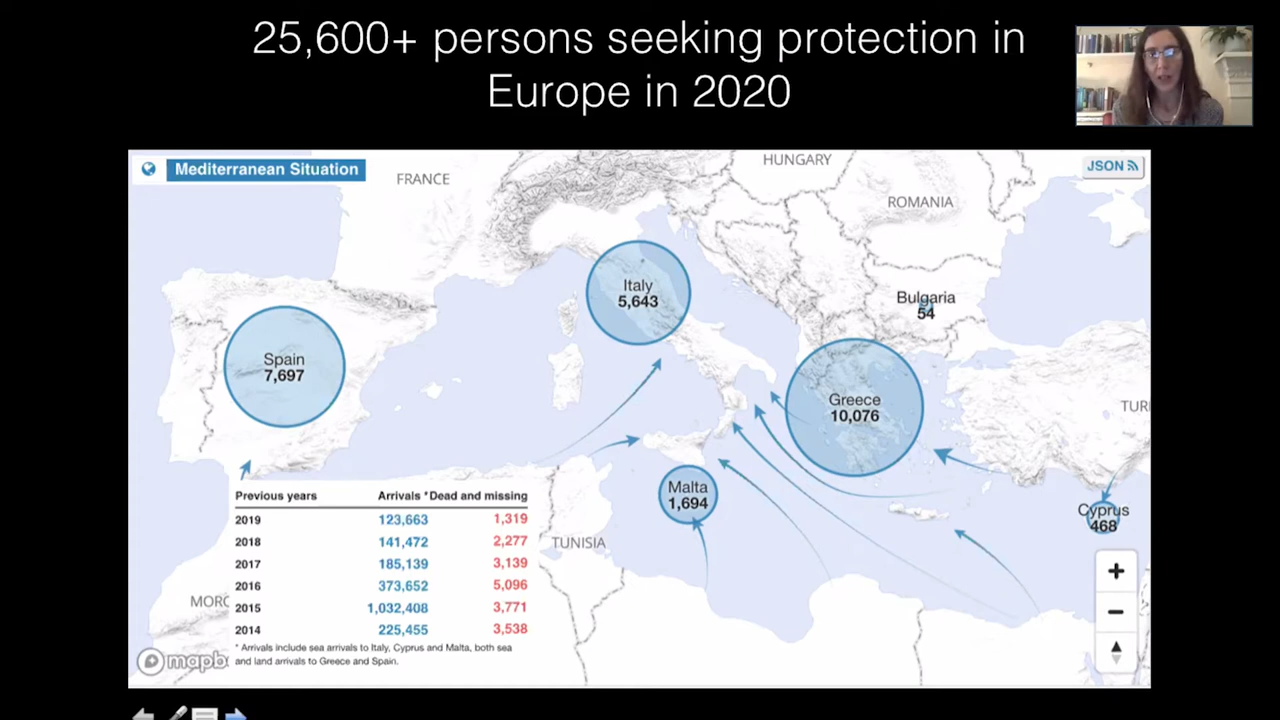 25,600+ persons seeking protection in
Europe in 2020
Mediterranean Situation
JSON
FRANCE
HUNGARY
ROMANIA
Italy
5,643
Bulgaria
54
Spain
7,697
Greece
10,076
TUR
Malta
1,694
Cyprus
468
TUNISIA
MORC
Previous years Arrivals *Dead and missing
2019 123,663 1,319
2018 141,472 2,277
2017 185,139 3,139
2016 373,652 5,096
2015 1,032,408 3,771
2014 225,455 3,538
* Arrivals include sea arrivals to Italy, Cyprus and Malta, both sea
and land arrivals to Greece and Spain.
mapb
+
−